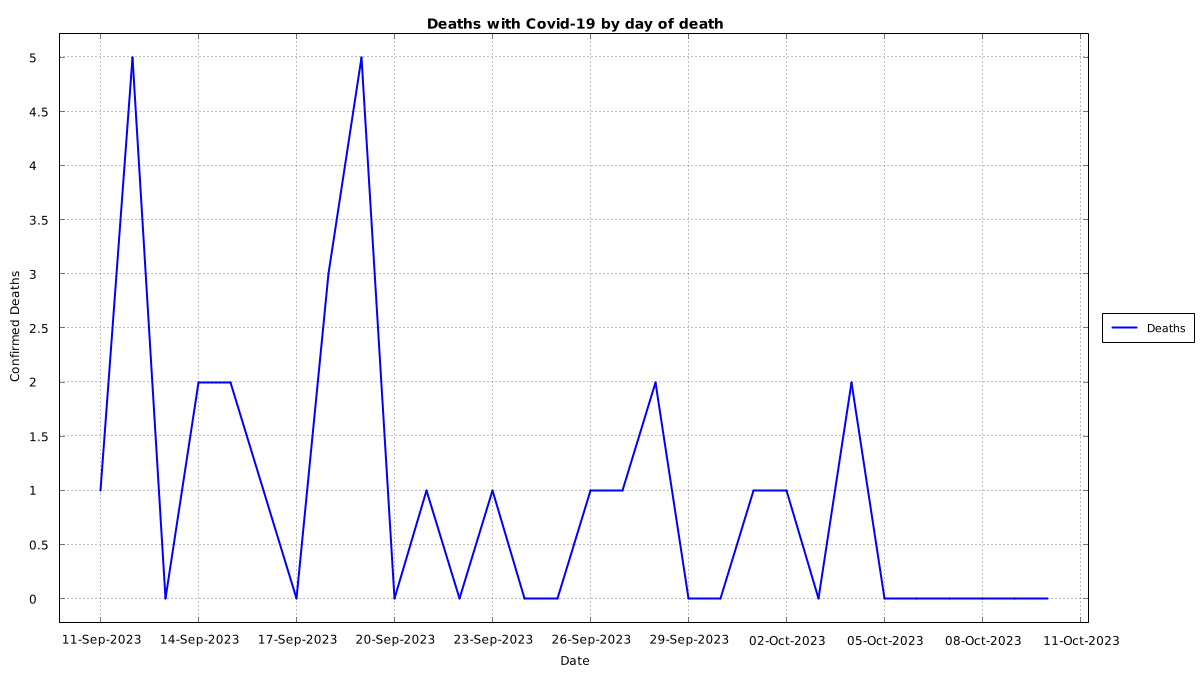 Deaths with Covid-19 by day of death
5
4.5
4
3.5
3
2.5
2
1.5
1
0.5
0
Confirmed Deaths
11-Sep-2023 14-Sep-2023 17-Sep-2023 20-Sep-2023 23-Sep-2023 26-Sep-2023 29-Sep-2023 02-Oct-2023 05-Oct-2023 08-Oct-2023 11-Oct-2023
Date
Deaths